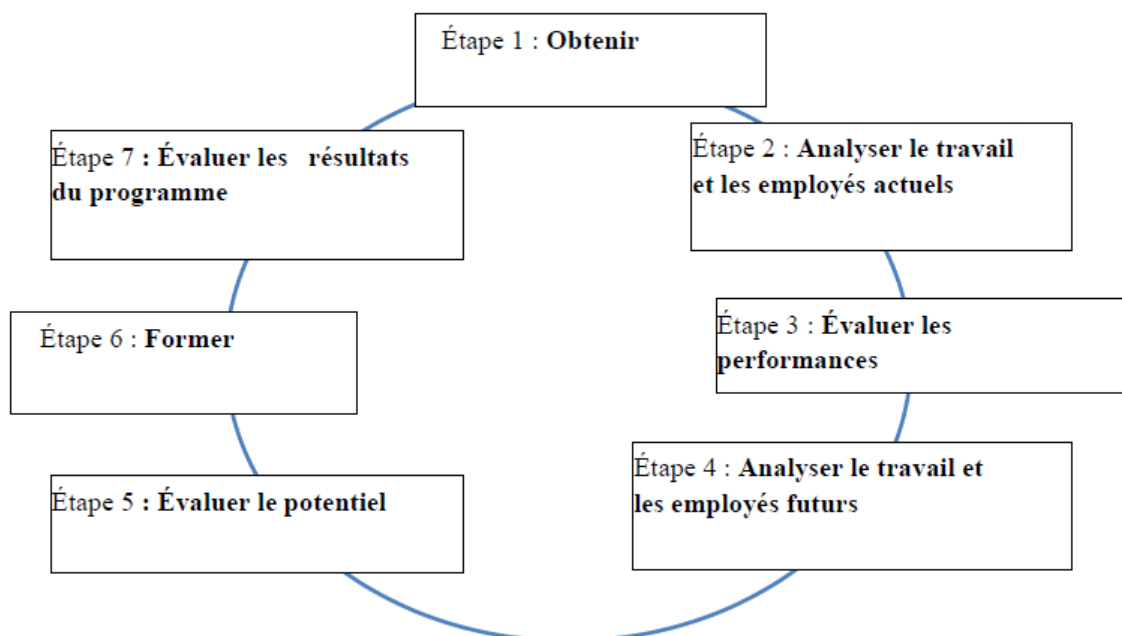 Étape 1 : Obtenir
Étape 2 : Analyser le travail
et les employés actuels
Étape 3 : Évaluer les
performances
Étape 4 : Analyser le travail et
les employés futurs
Étape 5 : Évaluer le potentiel
Étape 6 : Former
Étape 7 : Évaluer les résultats
du programme